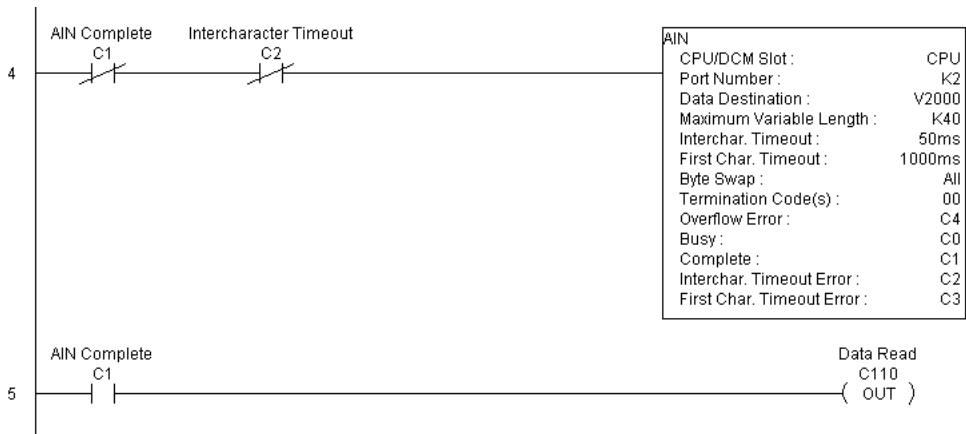 AIN Complete Intercharacter Timeout
C1 C2
4
AIN
CPU/DCM Slot : CPU
Port Number : K2
Data Destination : V2000
Maximum Variable Length : K40
Interchar. Timeout : 50ms
First Char. Timeout : 1000ms
Byte Swap : All
Termination Code(s) : 00
Overflow Error : C4
Busy : C0
Complete : C1
Interchar. Timeout Error : C2
First Char. Timeout Error : C3
AIN Complete Data Read
C1 C110
5 ( OUT )